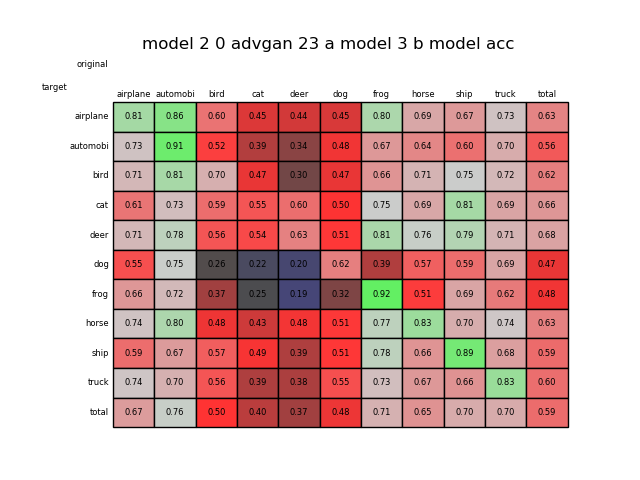 model 2 0 advgan 23 a model 3 b model acc
original
target
airplane automobi bird cat deer dog frog horse ship truck total
airplane 0.81 0.86 0.60 0.45 0.44 0.45 0.80 0.69 0.67 0.73 0.63
automobi 0.73 0.91 0.52 0.39 0.34 0.48 0.67 0.64 0.60 0.70 0.56
bird 0.71 0.81 0.70 0.47 0.30 0.47 0.66 0.71 0.75 0.72 0.62
cat 0.61 0.73 0.59 0.55 0.60 0.50 0.75 0.69 0.81 0.69 0.66
deer 0.71 0.78 0.56 0.54 0.63 0.51 0.81 0.76 0.79 0.71 0.68
dog 0.55 0.75 0.26 0.22 0.20 0.62 0.39 0.57 0.59 0.69 0.47
frog 0.66 0.72 0.37 0.25 0.19 0.32 0.92 0.51 0.69 0.62 0.48
horse 0.74 0.80 0.48 0.43 0.48 0.51 0.77 0.83 0.70 0.74 0.63
ship 0.59 0.67 0.57 0.49 0.39 0.51 0.78 0.66 0.89 0.68 0.59
truck 0.74 0.70 0.56 0.39 0.38 0.55 0.73 0.67 0.66 0.83 0.60
total 0.67 0.76 0.50 0.40 0.37 0.48 0.71 0.65 0.70 0.70 0.59